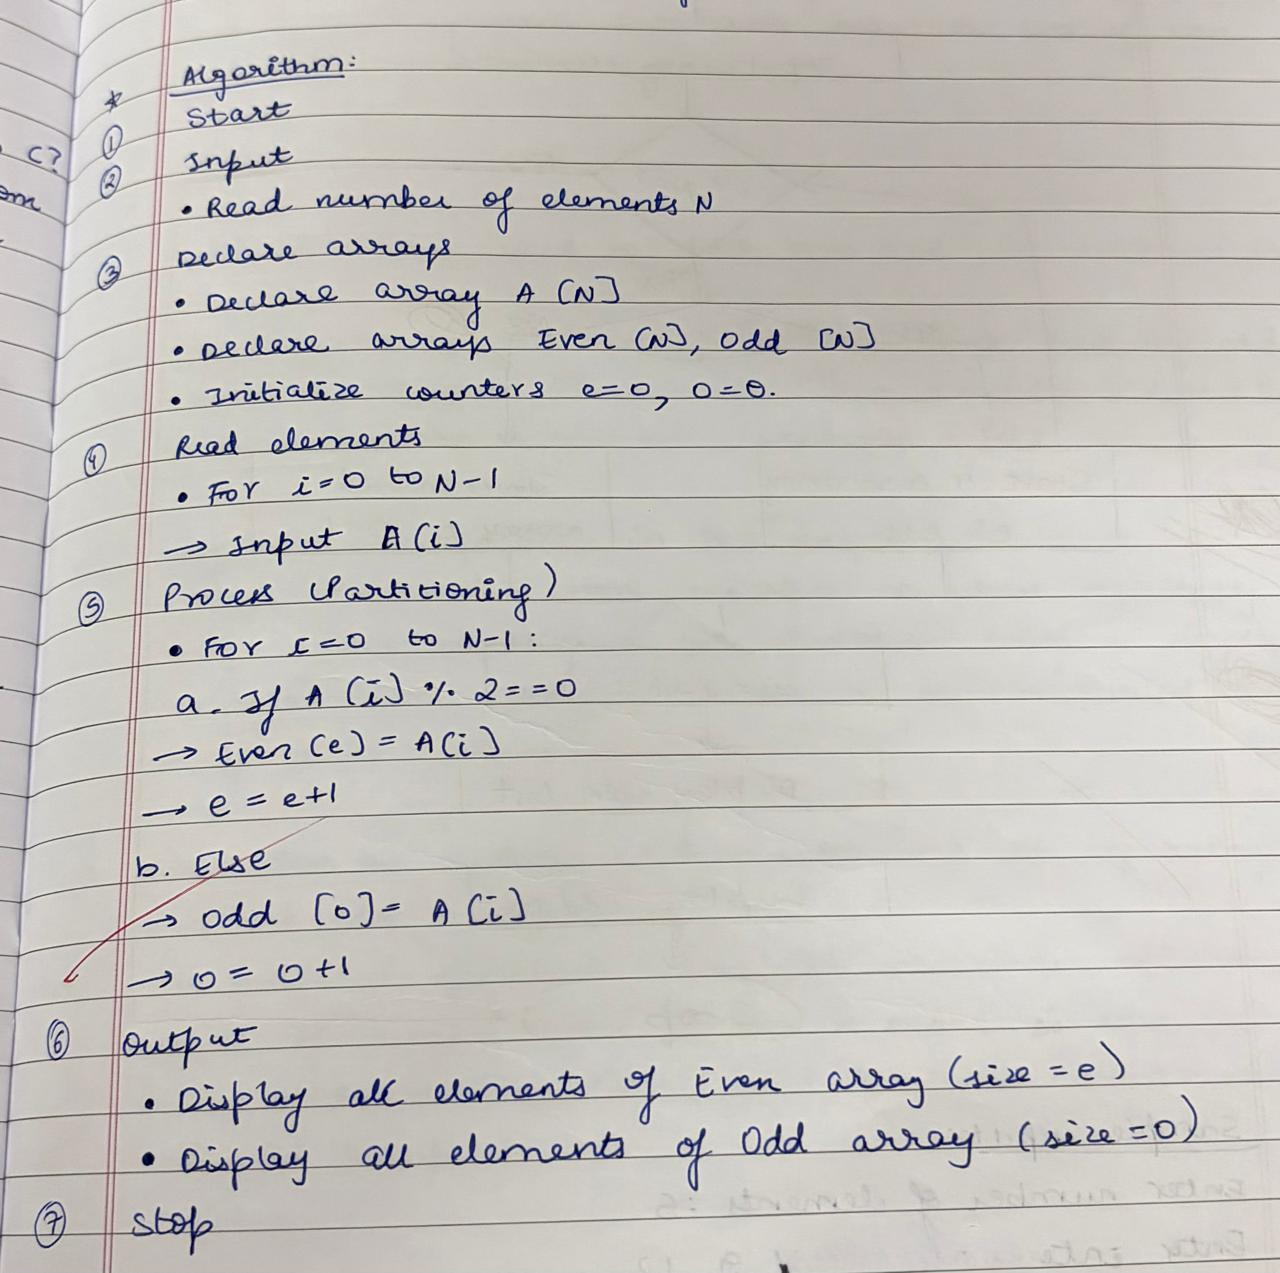 C?
om
* Algorithm:
① Start
② Input
• Read number of elements N
③ Declare arrays
• Declare array A [N]
• Declare arrays Even [N], Odd [N]
• Initialize counters e=0, o=0.
④ Read elements
• For i=0 to N-1
→ Input A[i]
⑤ Process (Partitioning)
• For i=0 to N-1:
a. If A [i] % 2==0
→ Even [e] = A[i]
→ e = e+1
b. Else
→ Odd [o]= A[i]
→ o = o+1
⑥ Output
• Display all elements of Even array (size = e)
• Display all elements of Odd array (size = o)
⑦ Stop